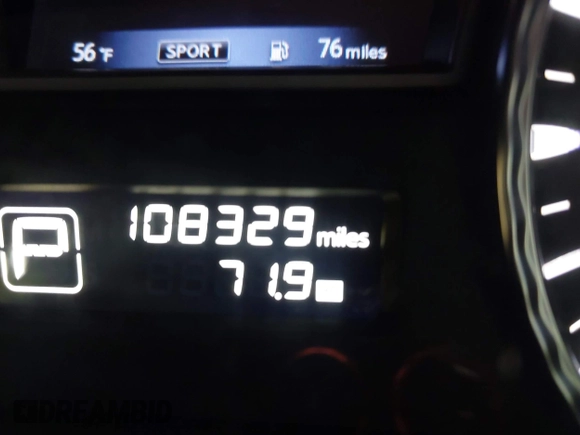 56°F SPORT 76 miles
108329 miles
P
71.9
DREAMBID